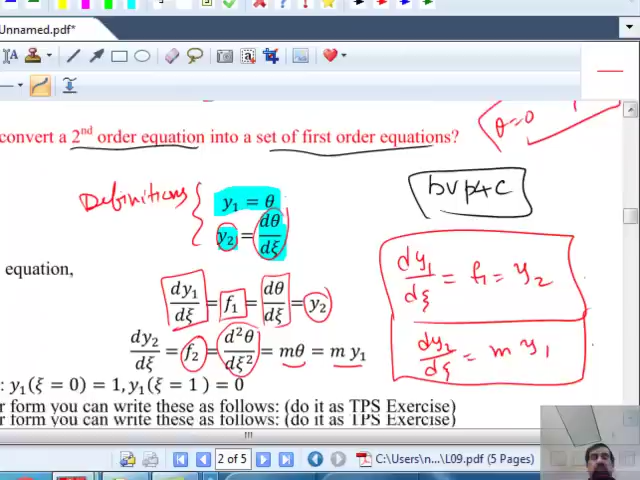 Unnamed.pdf*
convert a 2nd order equation into a set of first order equations?
θ=0
Definitions
y₁ = θ
y₂ = dθ/dξ
bvp4c
equation,
dy₁/dξ = f₁ = dθ/dξ = y₂
dy₁/dξ = f₁ = y₂
dy₂/dξ = f₂ = d²θ/dξ² = mθ = m y₁
dy₂/dξ = m y₁
: y₁(ξ = 0) = 1, y₁(ξ = 1) = 0
r form you can write these as follows: (do it as TPS Exercise)
r form you can write these as follows: (do it as TPS Exercise)
2 of 5
C:\Users\n...\L09.pdf (5 Pages)